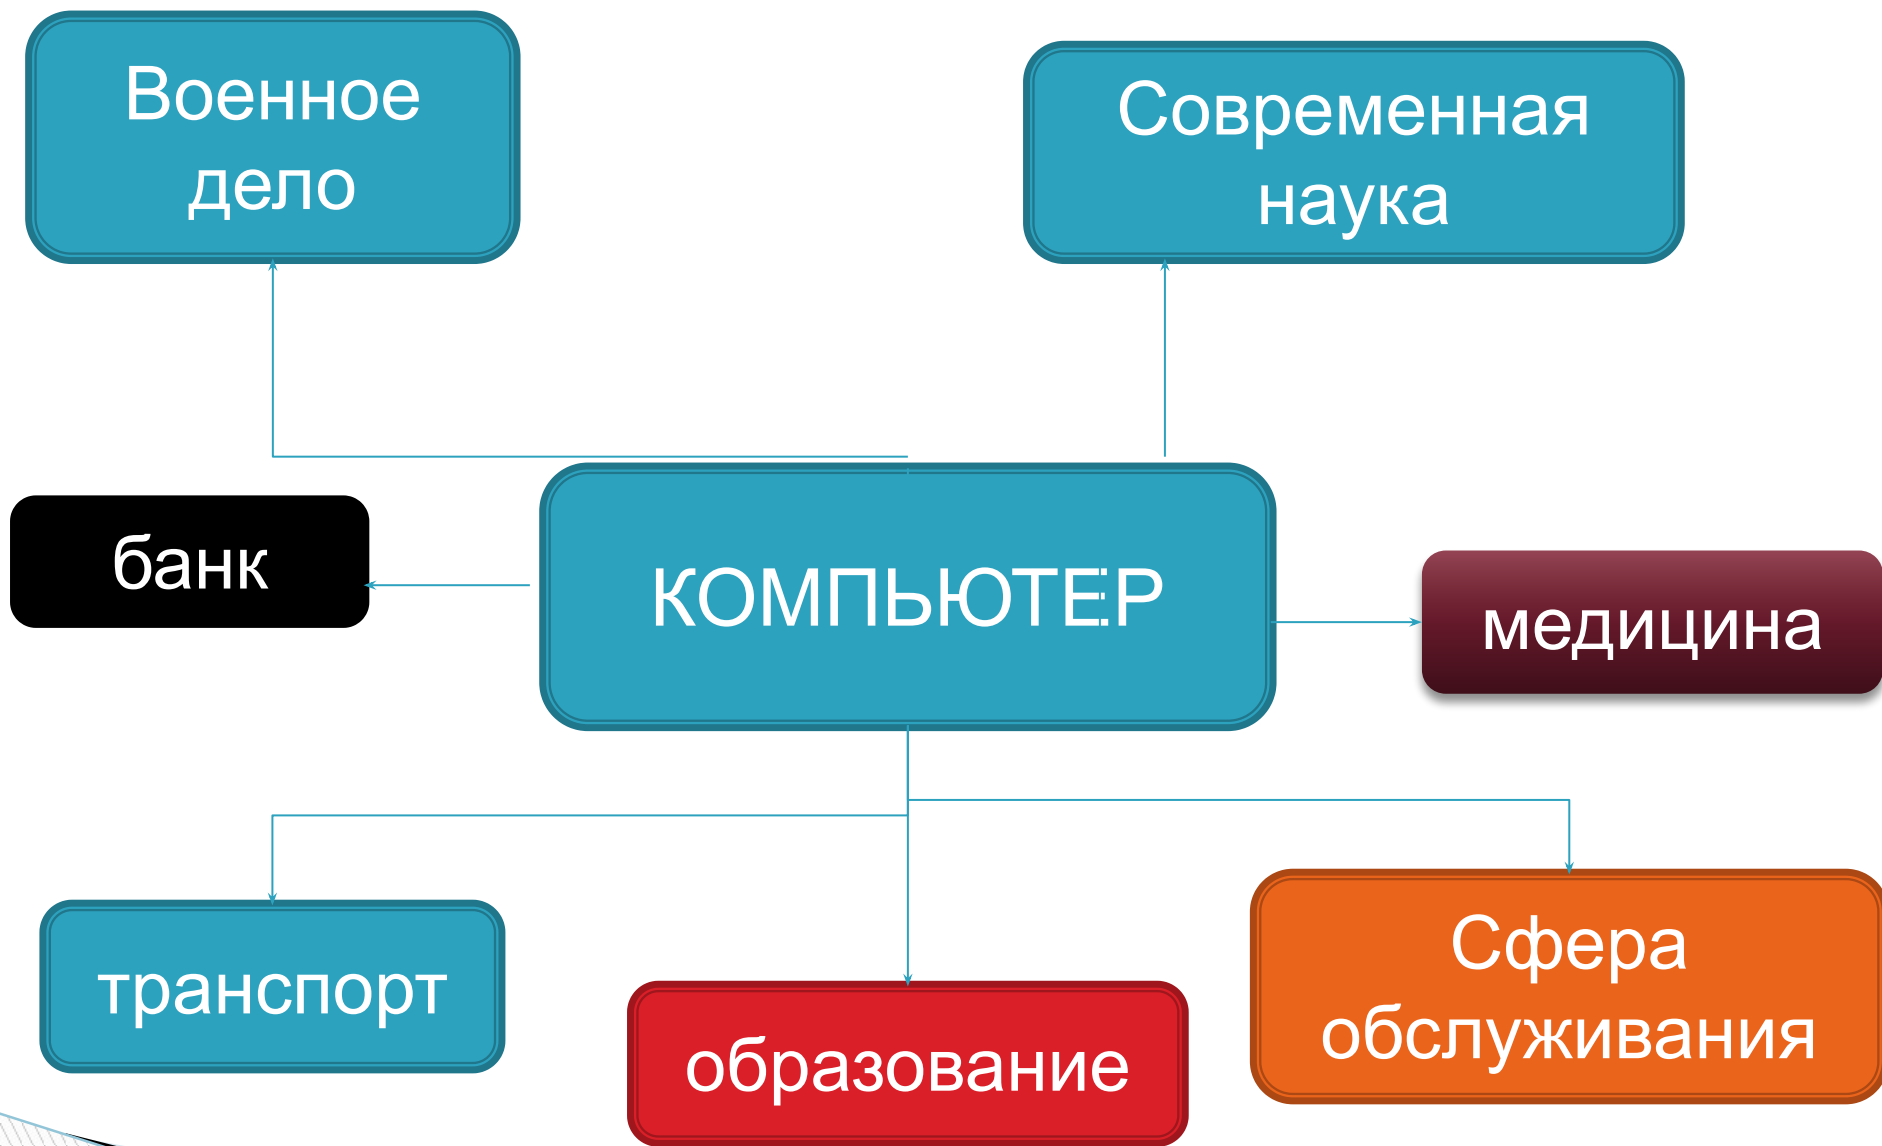 Военное
дело
Современная
наука
банк
КОМПЬЮТЕР
медицина
транспорт
образование
Сфера
обслуживания